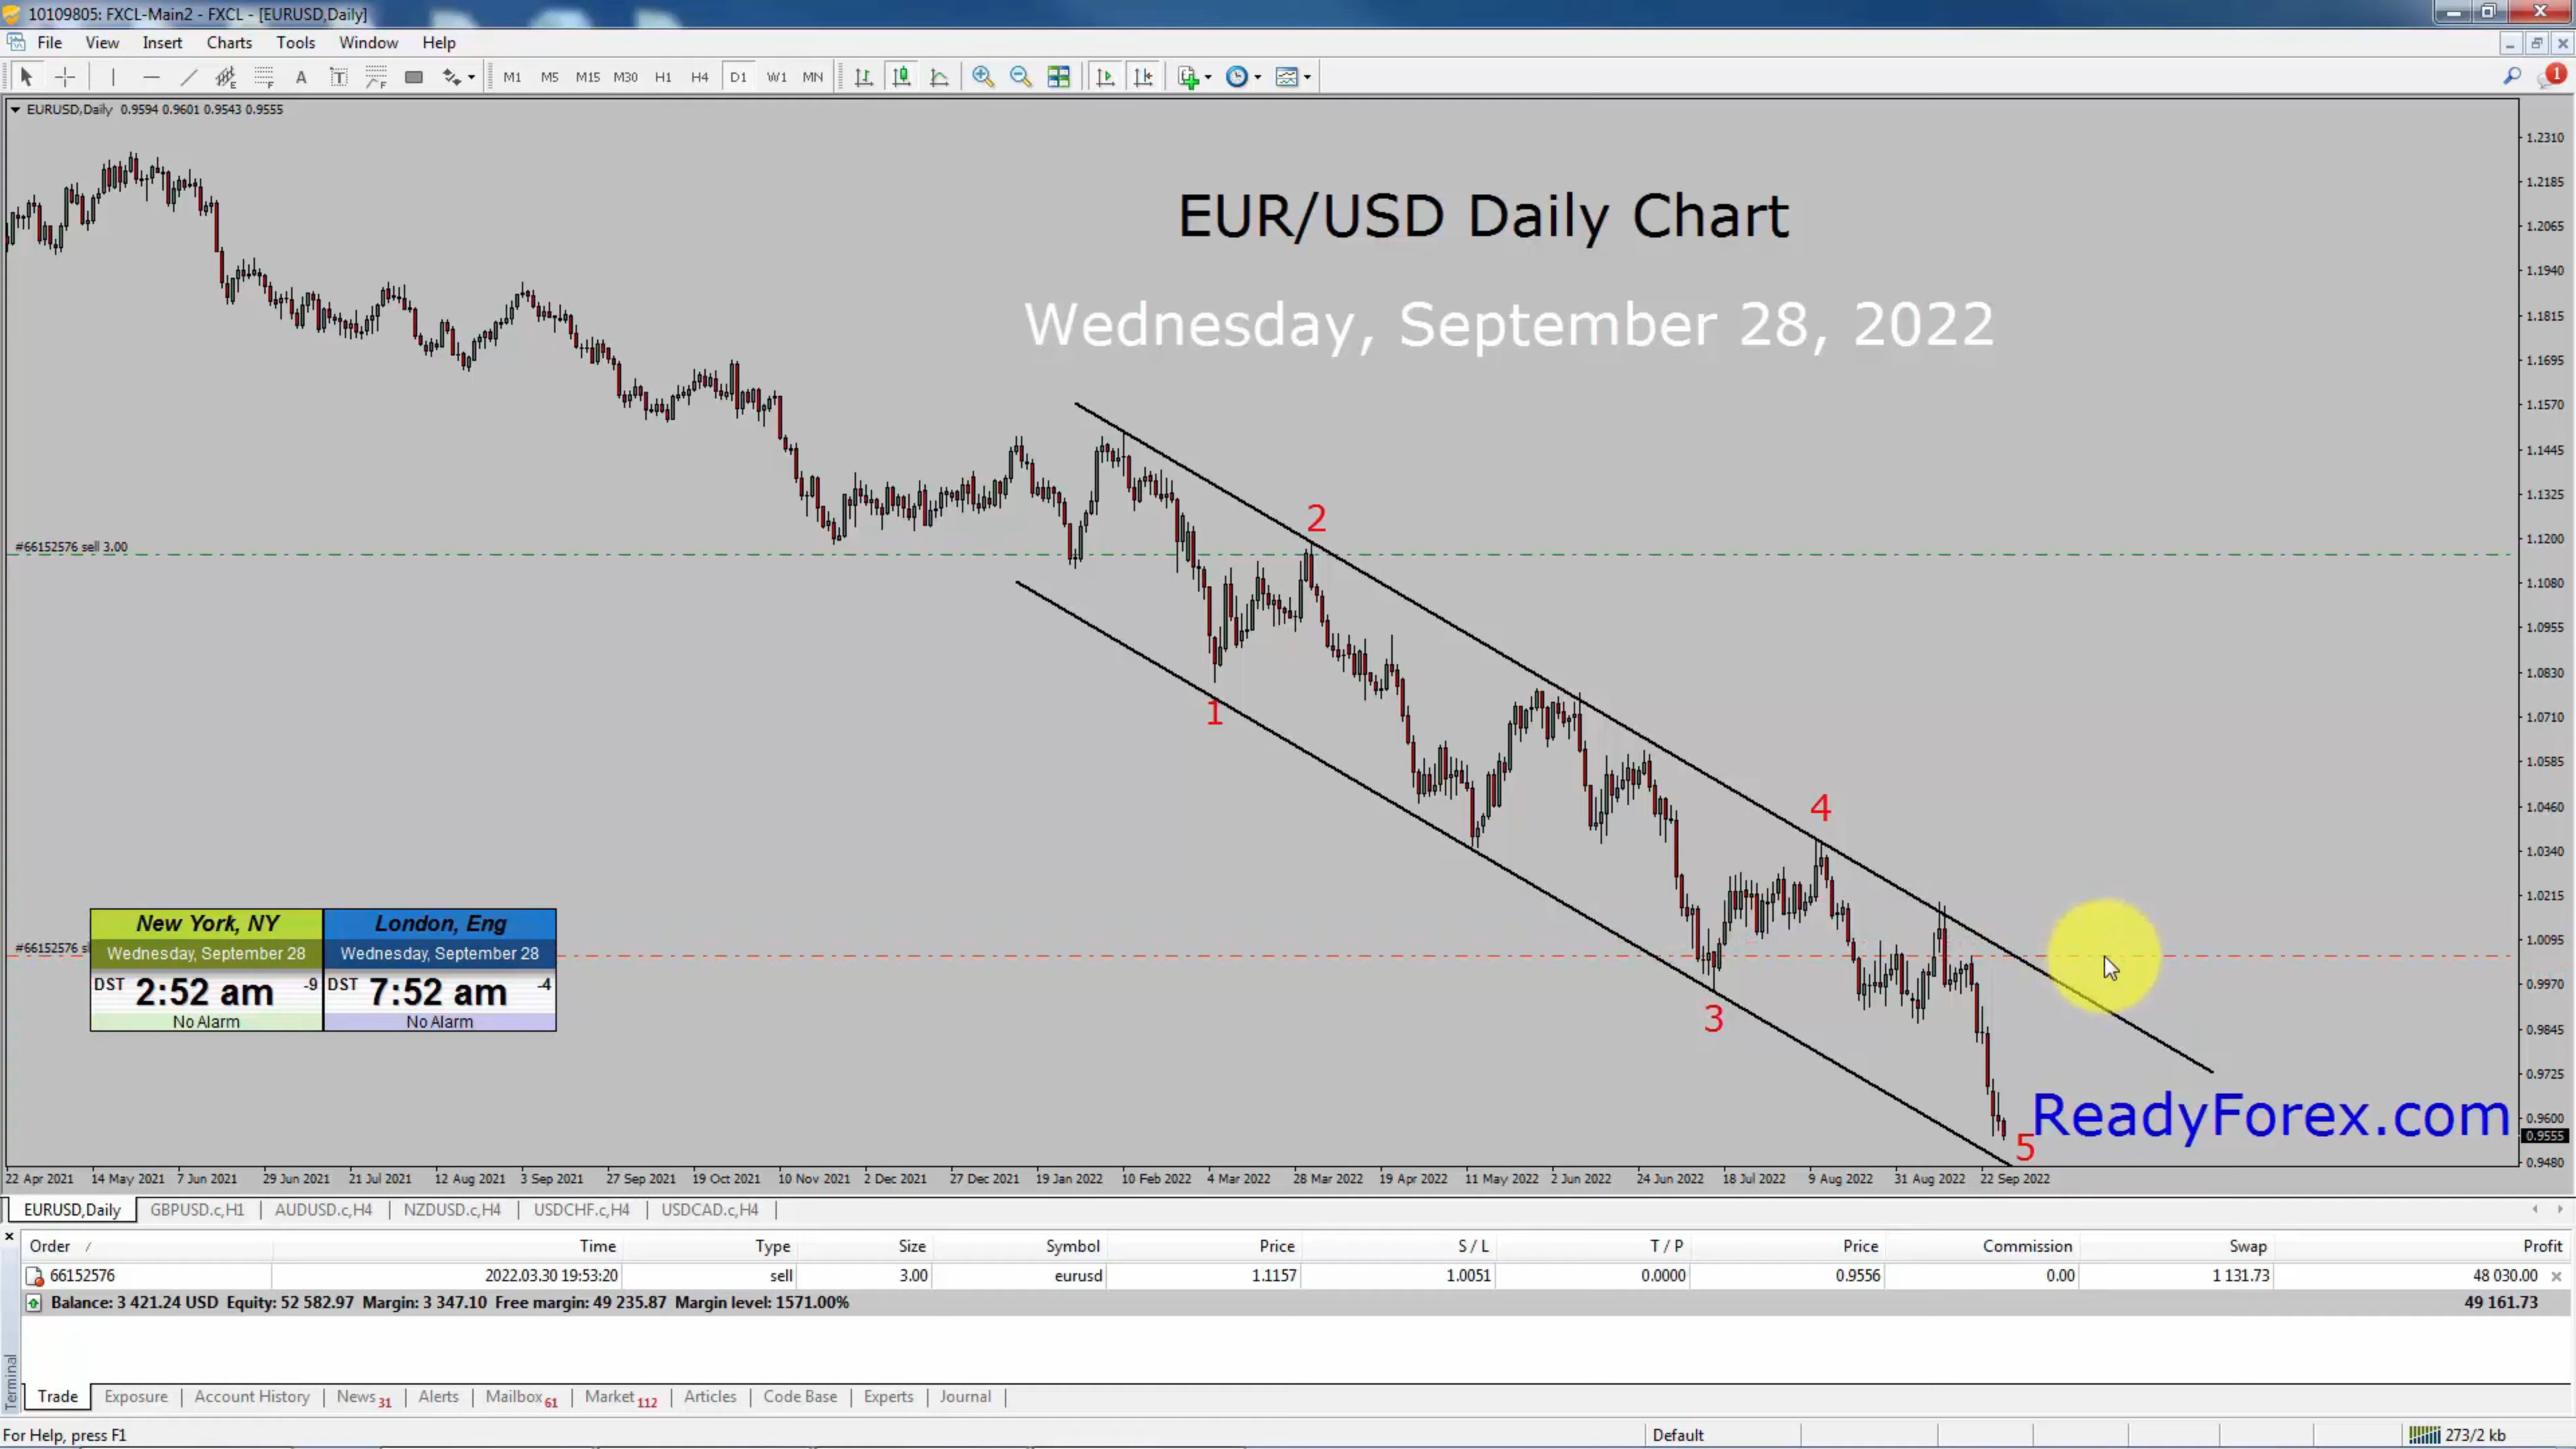 10109805: FXCL-Main2 - FXCL - [EURUSD,Daily]
File View Insert Charts Tools Window Help
M1 M5 M15 M30 H1 H4 D1 W1 MN
1
EURUSD,Daily 0.9594 0.9601 0.9543 0.9555
EUR/USD Daily Chart
Wednesday, September 28, 2022
1.2310
1.2185
1.2065
1.1940
1.1815
1.1695
1.1570
1.1445
1.1325
1.1200
1.1080
1.0955
1.0830
1.0710
1.0585
1.0460
1.0340
1.0215
1.0095
0.9970
0.9845
0.9725
0.9600
0.9555
0.9480
#66152576 sell 3.00
2
1
4
3
5
#66152576 sl
New York, NY London, Eng
Wednesday, September 28 Wednesday, September 28
DST 2:52 am -9 DST 7:52 am -4
No Alarm No Alarm
ReadyForex.com
22 Apr 2021 14 May 2021 7 Jun 2021 29 Jun 2021 21 Jul 2021 12 Aug 2021 3 Sep 2021 27 Sep 2021 19 Oct 2021 10 Nov 2021 2 Dec 2021 27 Dec 2021 19 Jan 2022 10 Feb 2022 4 Mar 2022 28 Mar 2022 19 Apr 2022 11 May 2022 2 Jun 2022 24 Jun 2022 18 Jul 2022 9 Aug 2022 31 Aug 2022 22 Sep 2022
EURUSD,Daily GBPUSD.c,H1 AUDUSD.c,H4 NZDUSD.c,H4 USDCHF.c,H4 USDCAD.c,H4
Order / Time Type Size Symbol Price S / L T / P Price Commission Swap Profit
66152576 2022.03.30 19:53:20 sell 3.00 eurusd 1.1157 1.0051 0.0000 0.9556 0.00 1 131.73 48 030.00
Balance: 3 421.24 USD Equity: 52 582.97 Margin: 3 347.10 Free margin: 49 235.87 Margin level: 1571.00% 49 161.73
Terminal
Trade Exposure Account History News 31 Alerts Mailbox 61 Market 112 Articles Code Base Experts Journal
For Help, press F1 Default 273/2 kb